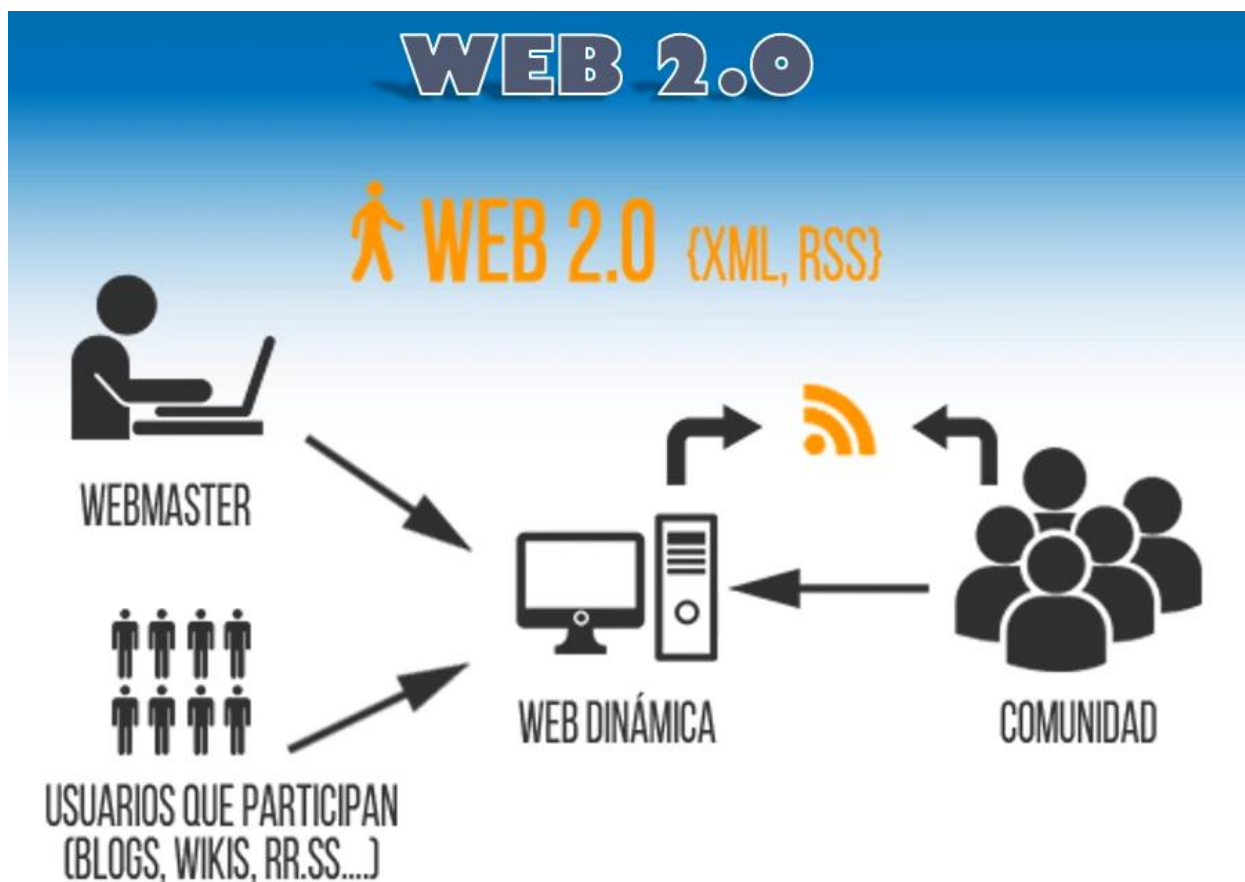 WEB 2.0
WEB 2.0 {XML, RSS}
WEBMASTER
WEB DINÁMICA
COMUNIDAD
USUARIOS QUE PARTICIPAN
(BLOGS, WIKIS, RR.SS....)